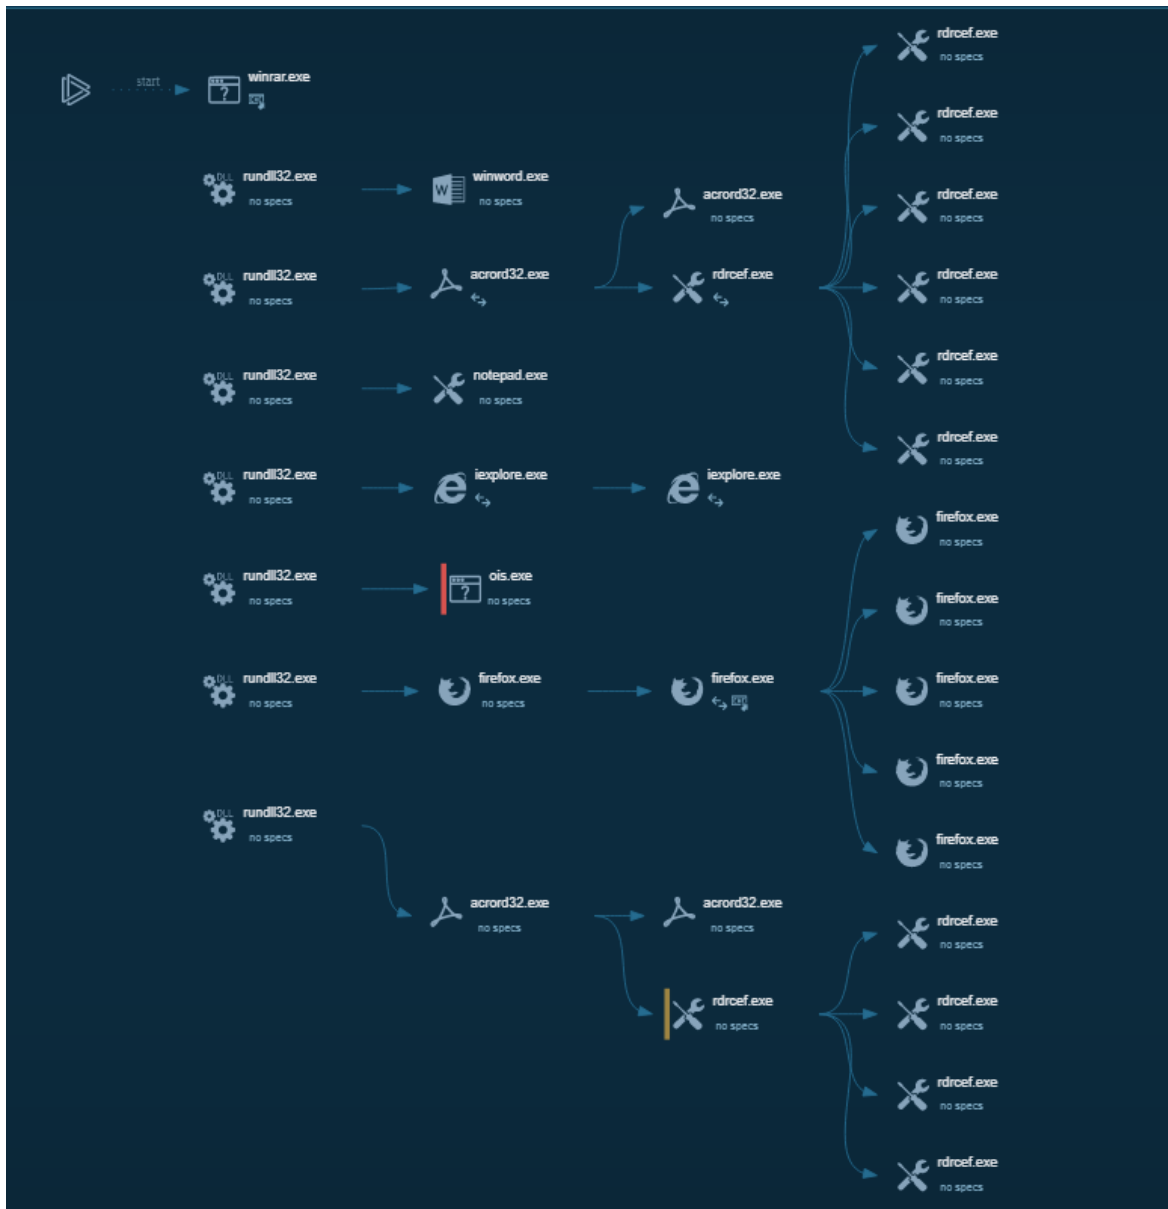 start
winrar.exe
rundll32.exe
no specs
winword.exe
no specs
rundll32.exe
no specs
acrord32.exe
acrord32.exe
no specs
rdrcef.exe
rdrcef.exe
no specs
rdrcef.exe
no specs
rdrcef.exe
no specs
rdrcef.exe
no specs
rdrcef.exe
no specs
rdrcef.exe
no specs
rundll32.exe
no specs
notepad.exe
no specs
rundll32.exe
no specs
iexplore.exe
iexplore.exe
rundll32.exe
no specs
ois.exe
no specs
rundll32.exe
no specs
firefox.exe
no specs
firefox.exe
firefox.exe
no specs
firefox.exe
no specs
firefox.exe
no specs
firefox.exe
no specs
firefox.exe
no specs
rundll32.exe
no specs
acrord32.exe
no specs
acrord32.exe
no specs
rdrcef.exe
no specs
rdrcef.exe
no specs
rdrcef.exe
no specs
rdrcef.exe
no specs
rdrcef.exe
no specs